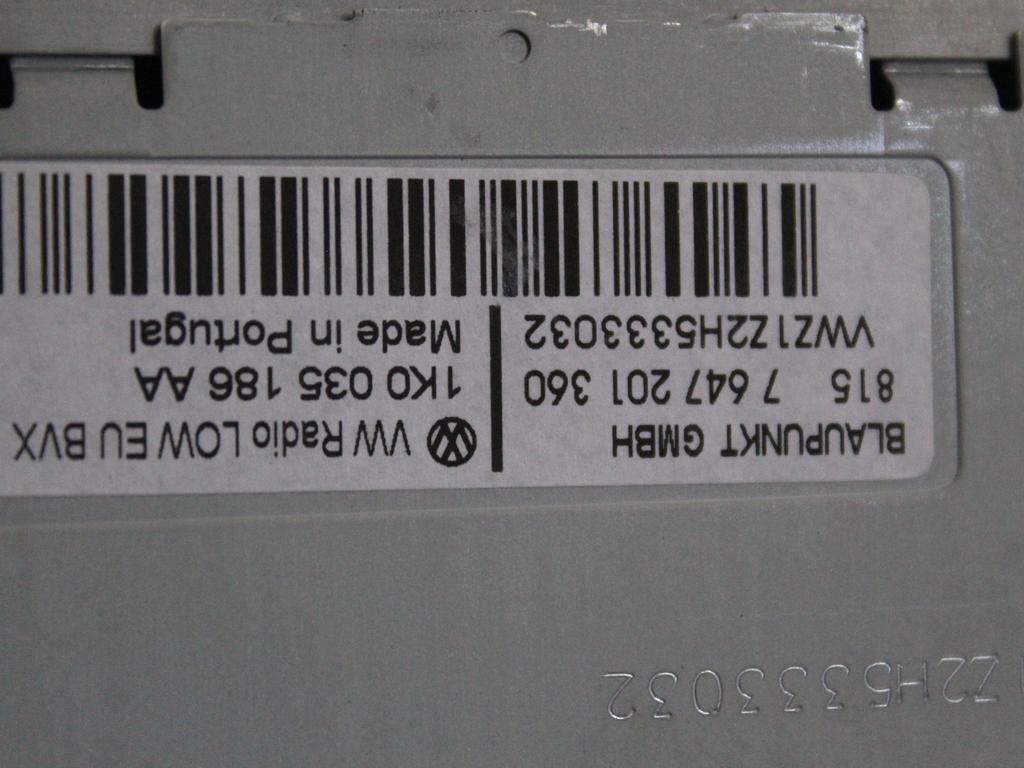 BLAUPUNKT GMBH
815 7 647 201 360
VWZ1Z2H5333032
VW Radio LOW EU BVX
1K0 035 186 AA
Made in Portugal
Z2H5333032